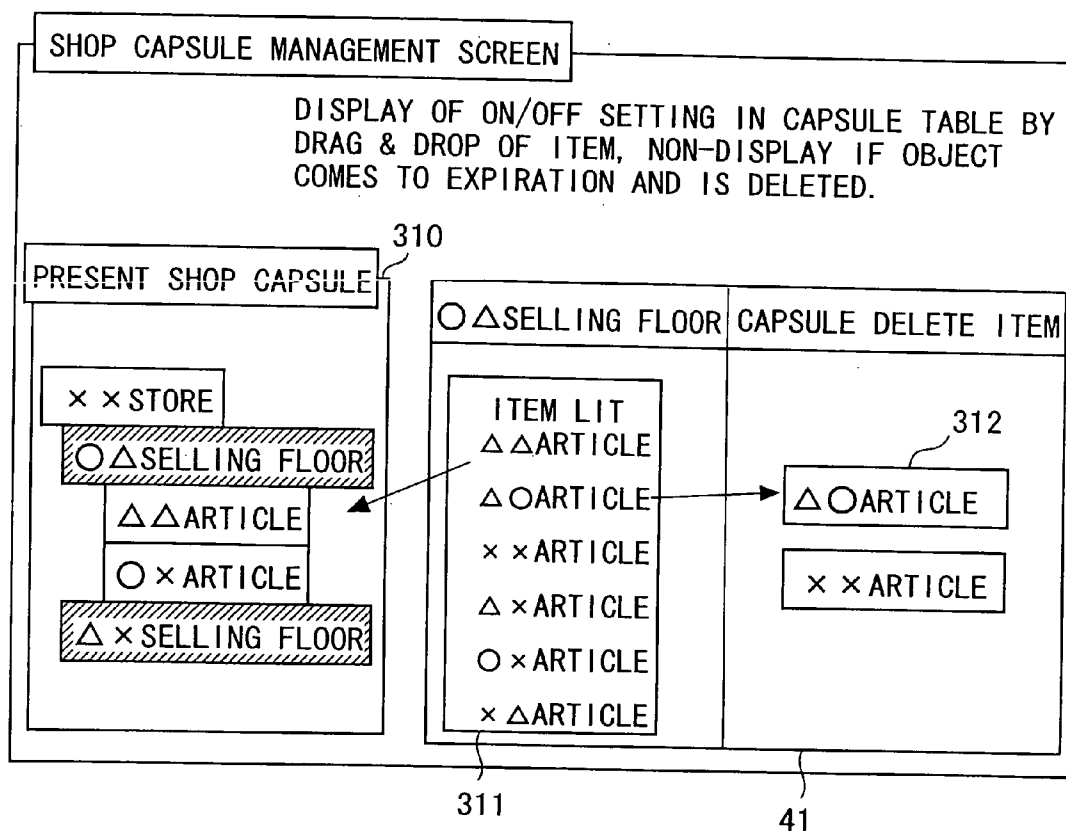 SHOP CAPSULE MANAGEMENT SCREEN
DISPLAY OF ON/OFF SETTING IN CAPSULE TABLE BY
DRAG & DROP OF ITEM, NON-DISPLAY IF OBJECT
COMES TO EXPIRATION AND IS DELETED.
310
PRESENT SHOP CAPSULE
××STORE
○△SELLING FLOOR
△△ARTICLE
○×ARTICLE
△×SELLING FLOOR
○△SELLING FLOOR
ITEM LIT
△△ARTICLE
△○ARTICLE
××ARTICLE
△×ARTICLE
○×ARTICLE
×△ARTICLE
311
CAPSULE DELETE ITEM
312
△○ARTICLE
××ARTICLE
41